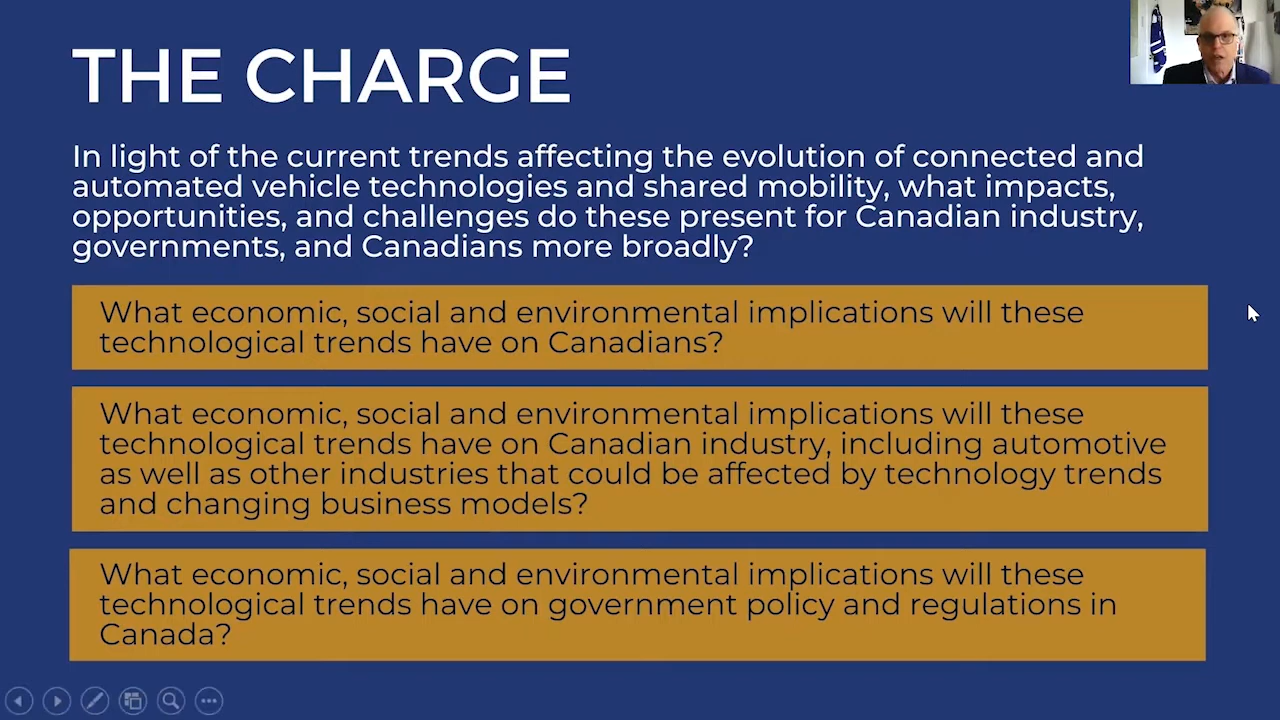 THE CHARGE
In light of the current trends affecting the evolution of connected and
automated vehicle technologies and shared mobility, what impacts,
opportunities, and challenges do these present for Canadian industry,
governments, and Canadians more broadly?
What economic, social and environmental implications will these
technological trends have on Canadians?
What economic, social and environmental implications will these
technological trends have on Canadian industry, including automotive
as well as other industries that could be affected by technology trends
and changing business models?
What economic, social and environmental implications will these
technological trends have on government policy and regulations in
Canada?